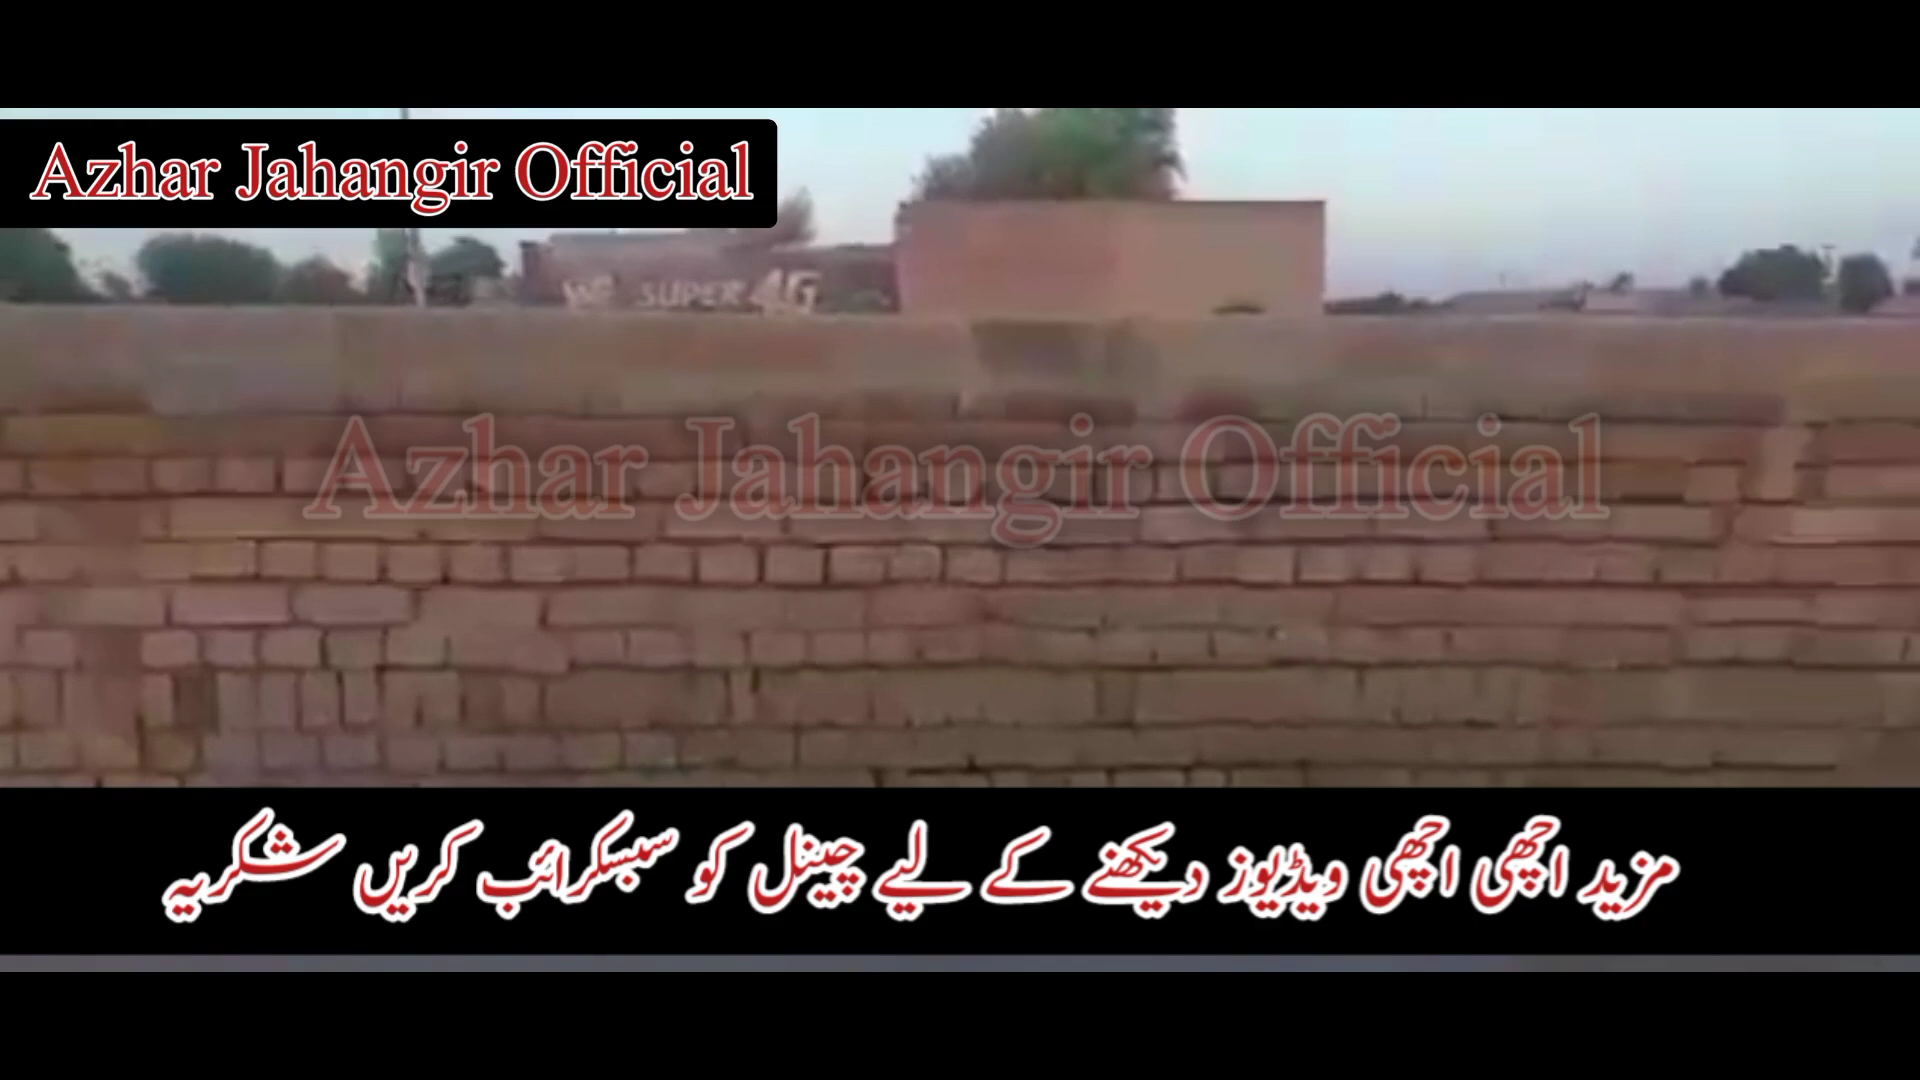 Azhar Jahangir Official
SUPER 4G
Azhar Jahangir Official
مزید اچھی اچھی ویڈیوز دیکھنے کے لیے چینل کو سبسکرائب کریں شکریہ